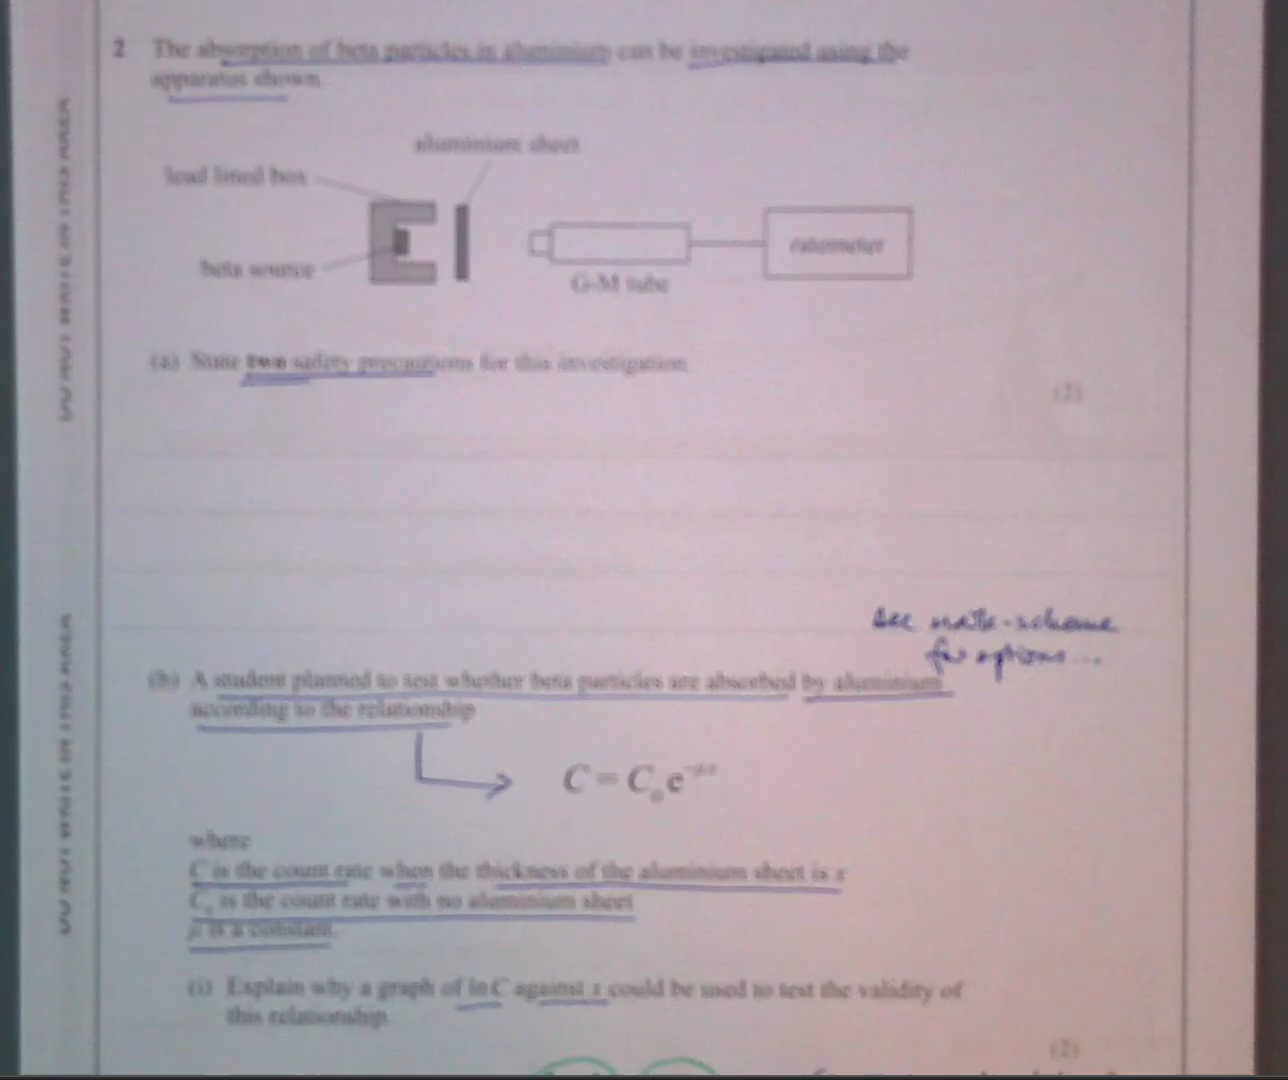 2 The absorption of beta particles in aluminium can be investigated using the
apparatus shown.
aluminium sheet
lead lined box
beta source
G-M tube
ratemeter
(a) State two safety precautions for this investigation.
(2)
see mark-scheme
for options...
(b) A student planned to test whether beta particles are absorbed by aluminium
according to the relationship
C = C₀e⁻μx
where
C is the count rate when the thickness of the aluminium sheet is x
C₀ is the count rate with no aluminium sheet
μ is a constant.
(i) Explain why a graph of ln C against x could be used to test the validity of
this relationship.
(2)